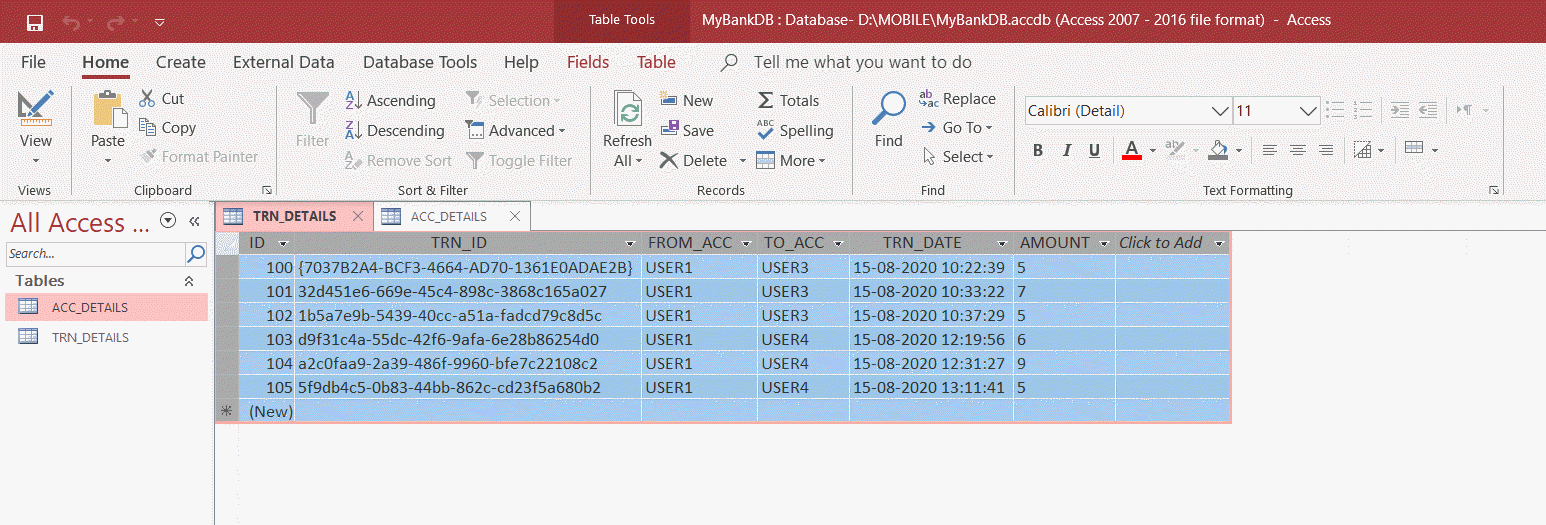 Table Tools
MyBankDB : Database- D:\MOBILE\MyBankDB.accdb (Access 2007 - 2016 file format) - Access
File Home Create External Data Database Tools Help Fields Table Tell me what you want to do
View
Views
Paste
Cut
Copy
Format Painter
Clipboard
Filter
Ascending
Descending
Remove Sort
Selection
Advanced
Toggle Filter
Sort & Filter
Refresh
All
New
Save
Delete
Totals
Spelling
More
Records
Find
Replace
Go To
Select
Find
Calibri (Detail) 11
B I U A
Text Formatting
All Access ...
Search...
Tables
ACC_DETAILS
TRN_DETAILS
TRN_DETAILS ACC_DETAILS
ID TRN_ID FROM_ACC TO_ACC TRN_DATE AMOUNT Click to Add
100 {7037B2A4-BCF3-4664-AD70-1361E0ADAE2B} USER1 USER3 15-08-2020 10:22:39 5
101 32d451e6-669e-45c4-898c-3868c165a027 USER1 USER3 15-08-2020 10:33:22 7
102 1b5a7e9b-5439-40cc-a51a-fadcd79c8d5c USER1 USER3 15-08-2020 10:37:29 5
103 d9f31c4a-55dc-42f6-9afa-6e28b86254d0 USER1 USER4 15-08-2020 12:19:56 6
104 a2c0faa9-2a39-486f-9960-bfe7c22108c2 USER1 USER4 15-08-2020 12:31:27 9
105 5f9db4c5-0b83-44bb-862c-cd23f5a680b2 USER1 USER4 15-08-2020 13:11:41 5
(New)